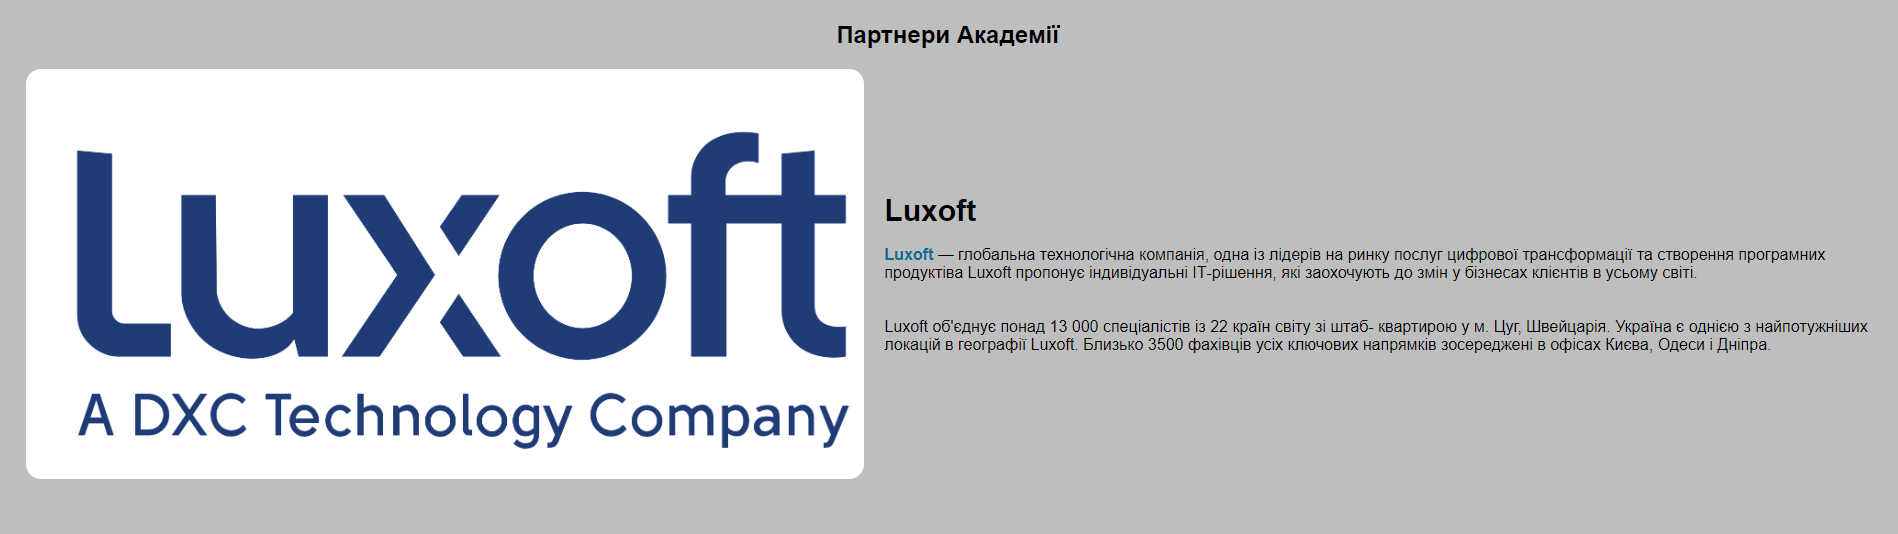 Партнери Академії
Luxoft
A DXC Technology Company
Luxoft
Luxoft — глобальна технологічна компанія, одна із лідерів на ринку послуг цифрової трансформації та створення програмних
продуктіва Luxoft пропонує індивідуальні ІТ-рішення, які заохочують до змін у бізнесах клієнтів в усьому світі.
Luxoft об'єднує понад 13 000 спеціалістів із 22 країн світу зі штаб- квартирою у м. Цуг, Швейцарія. Україна є однією з найпотужніших
локацій в географії Luxoft. Близько 3500 фахівців усіх ключових напрямків зосереджені в офісах Києва, Одеси і Дніпра.